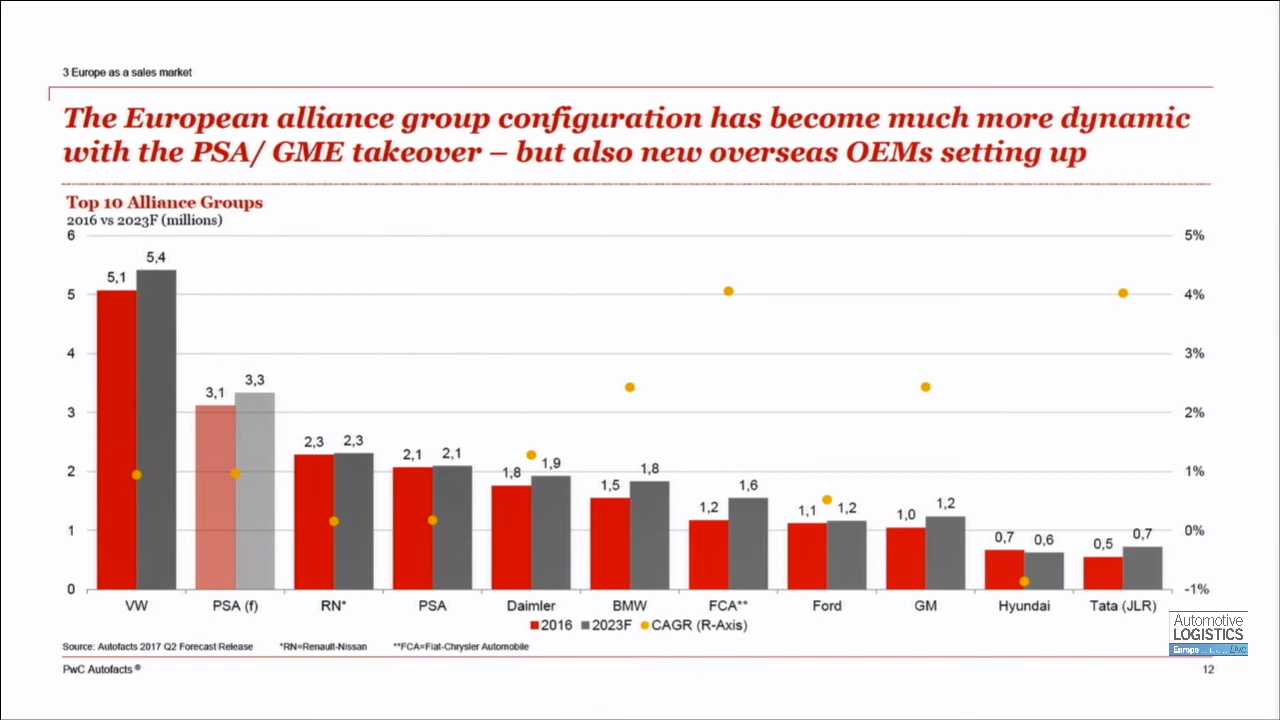 3 Europe as a sales market
The European alliance group configuration has become much more dynamic
with the PSA/ GME takeover – but also new overseas OEMs setting up
Top 10 Alliance Groups
2016 vs 2023F (millions)
6 5%
5,1 5,4
5 4%
4 3%
3,1 3,3
3 2%
2,3 2,3 2,1 2,1 1,8 1,9 1,5 1,8 1,2 1,6 1,1 1,2 1,0 1,2 0,7 0,6 0,5 0,7
2 1%
1 0%
0 -1%
VW PSA (f) RN* PSA Daimler BMW FCA** Ford GM Hyundai Tata (JLR)
2016 2023F CAGR (R-Axis)
Automotive
LOGISTICS
Europe Live
Source: Autofacts 2017 Q2 Forecast Release *RN=Renault-Nissan **FCA=Fiat-Chrysler Automobile
PwC Autofacts ® 12